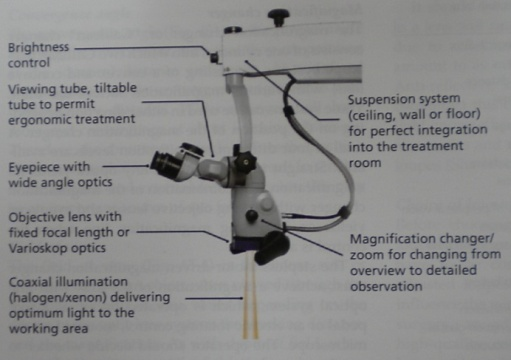 Brightness
control
Viewing tube, tiltable
tube to permit
ergonomic treatment
Eyepiece with
wide angle optics
Objective lens with
fixed focal length or
Varioskop optics
Coaxial illumination
(halogen/xenon) delivering
optimum light to the
working area
Suspension system
(ceiling, wall or floor)
for perfect integration
into the treatment
room
Magnification changer/
zoom for changing from
overview to detailed
observation